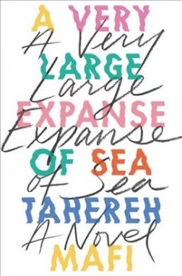 A VERY
A Very
LARGE
Large
EXPANSE
Expanse
OF SEA
of Sea
TAHEREH
A Novel
MAFI